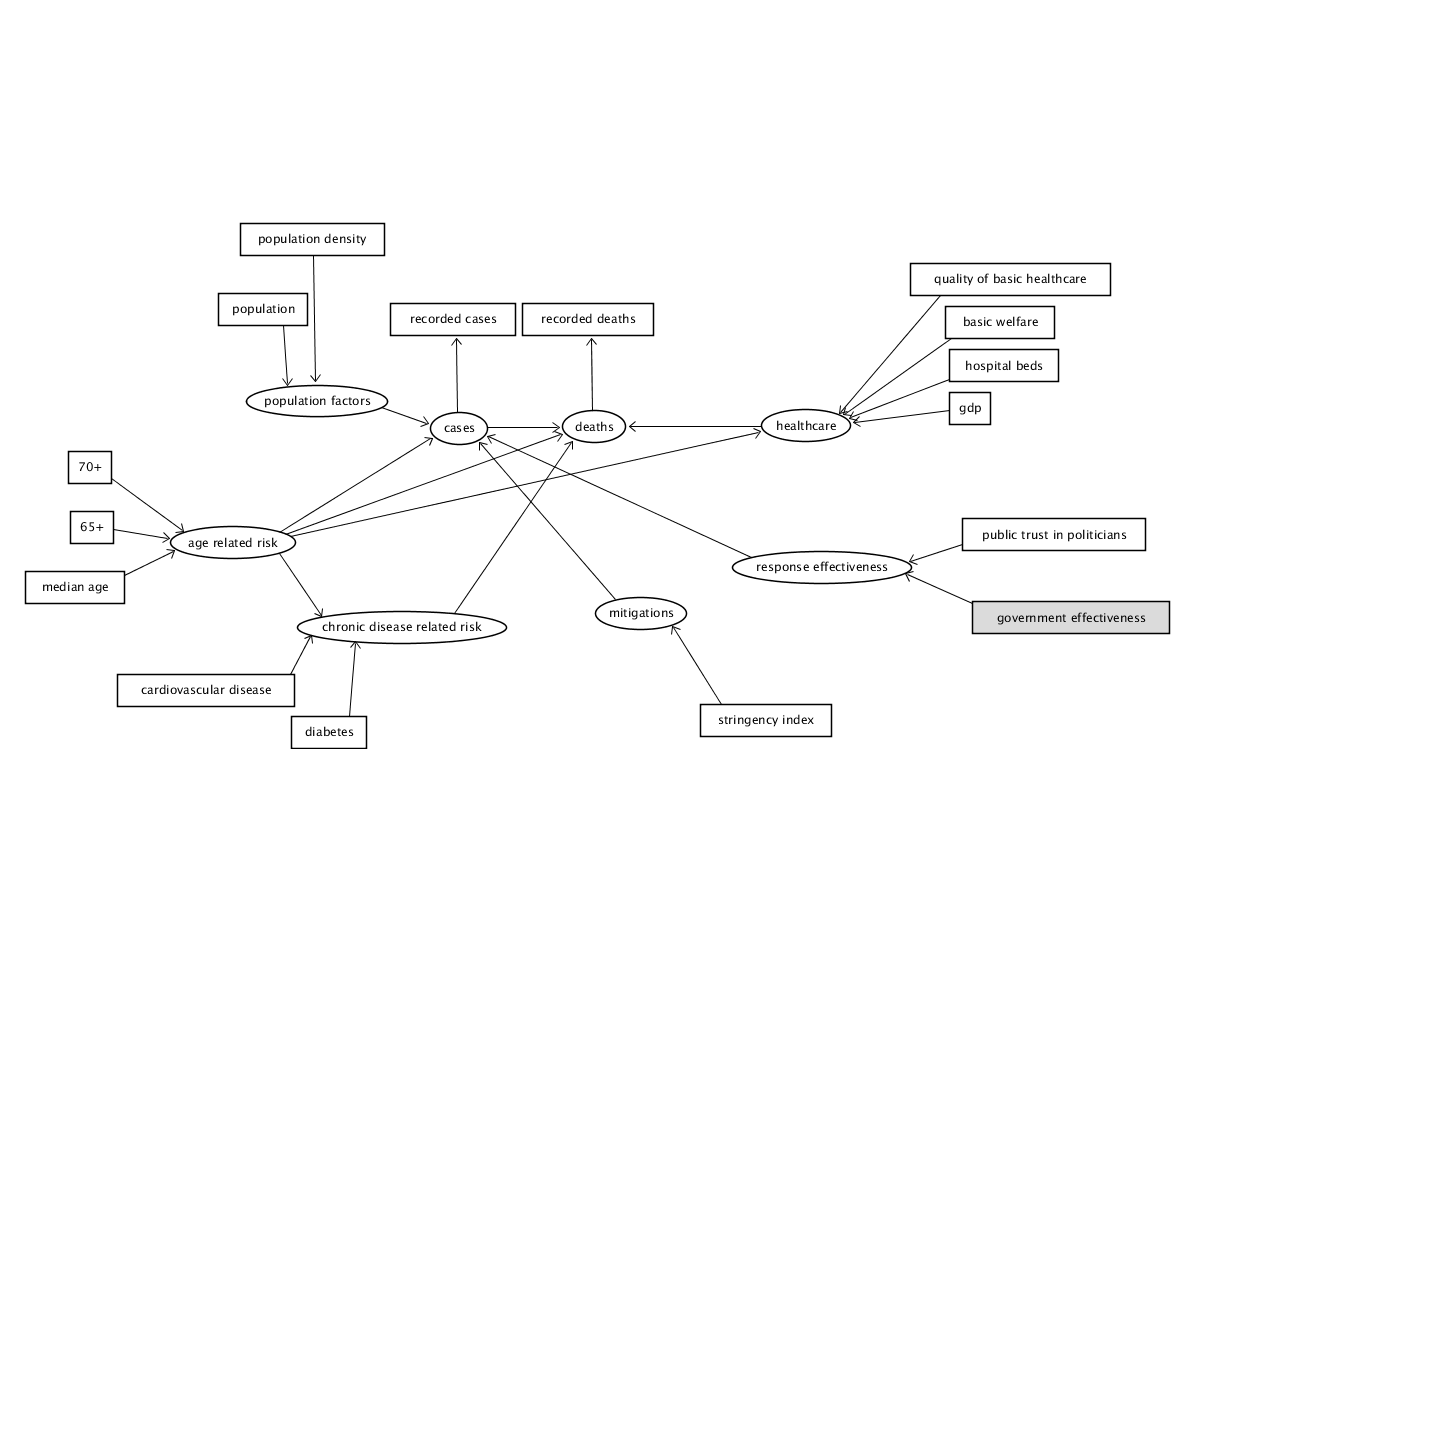 population density
quality of basic healthcare
population
recorded cases
recorded deaths
basic welfare
hospital beds
population factors
gdp
cases
deaths
healthcare
70+
65+
age related risk
public trust in politicians
response effectiveness
median age
mitigations
government effectiveness
chronic disease related risk
cardiovascular disease
stringency index
diabetes